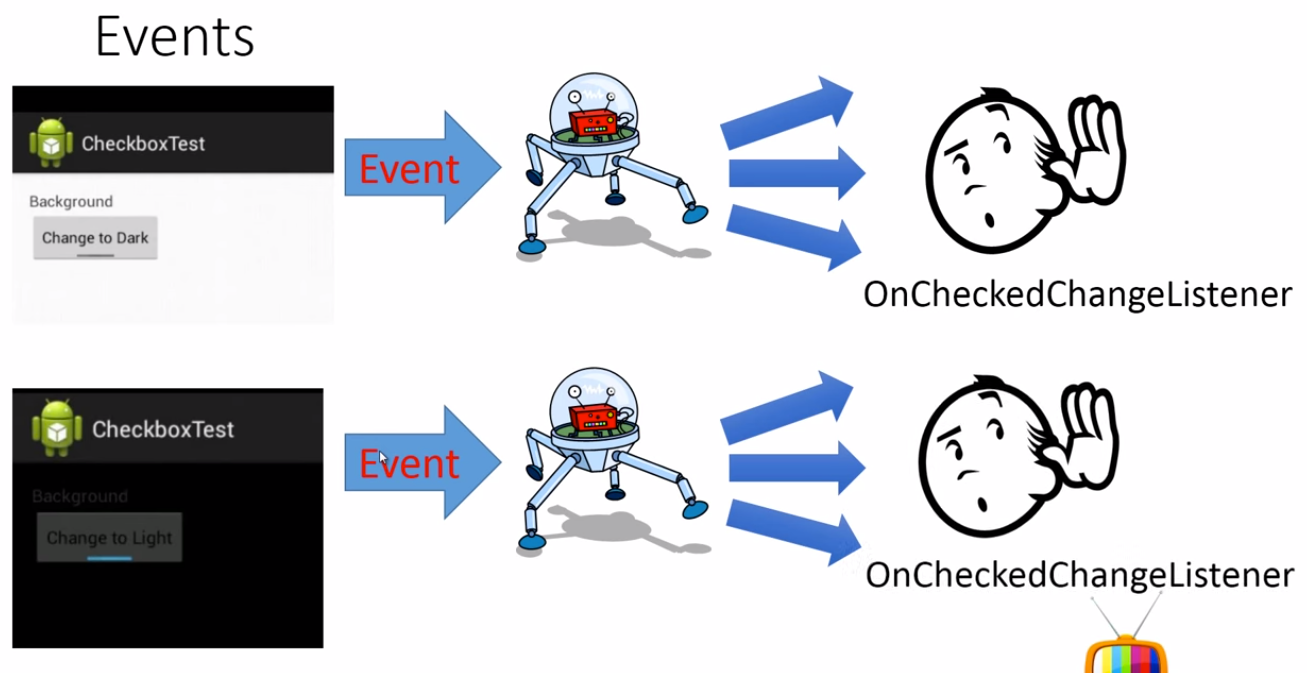 Events
CheckboxTest
Background
Change to Dark
Event
OnCheckedChangeListener
CheckboxTest
Background
Change to Light
Event
OnCheckedChangeListener